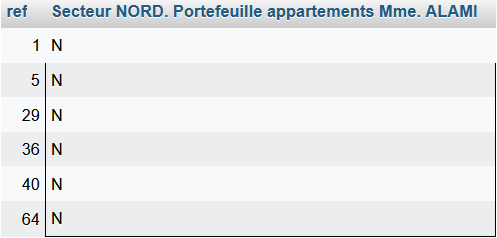 ref Secteur NORD. Portefeuille appartements Mme. ALAMI
1 N
5 N
29 N
36 N
40 N
64 N